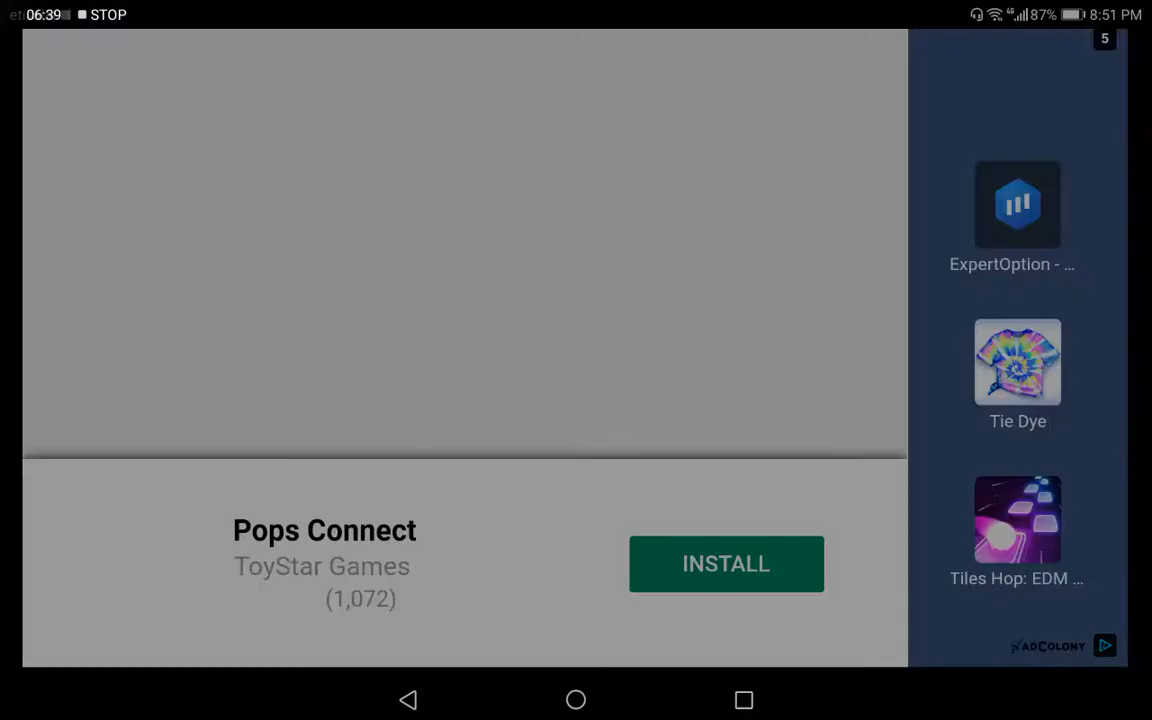 06:39 STOP
87% 8:51 PM
5
ExpertOption - ...
Tie Dye
Pops Connect
ToyStar Games
(1,072)
INSTALL
Tiles Hop: EDM ...
ADCOLONY